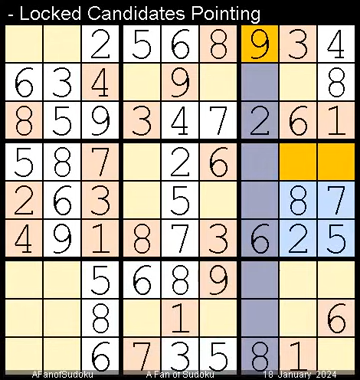 - Locked Candidates Pointing
2 5 6 8 9 3 4
6 3 4 9 8
8 5 9 3 4 7 2 6 1
5 8 7 2 6
2 6 3 5 8 7
4 9 1 8 7 3 6 2 5
5 6 8 9
8 1 6
6 7 3 5 8 1
AFanofSudoku A Fan of Sudoku 18 January 2024